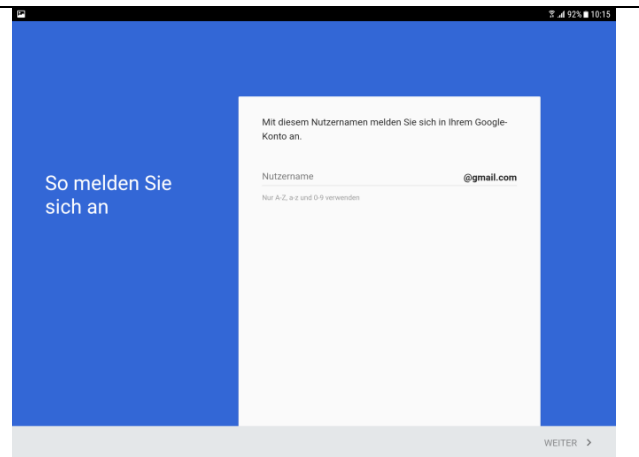 92% 10:15
Mit diesem Nutzernamen melden Sie sich in Ihrem Google-
Konto an.
So melden Sie
sich an
Nutzername @gmail.com
Nur A-Z, a-z und 0-9 verwenden
WEITER >